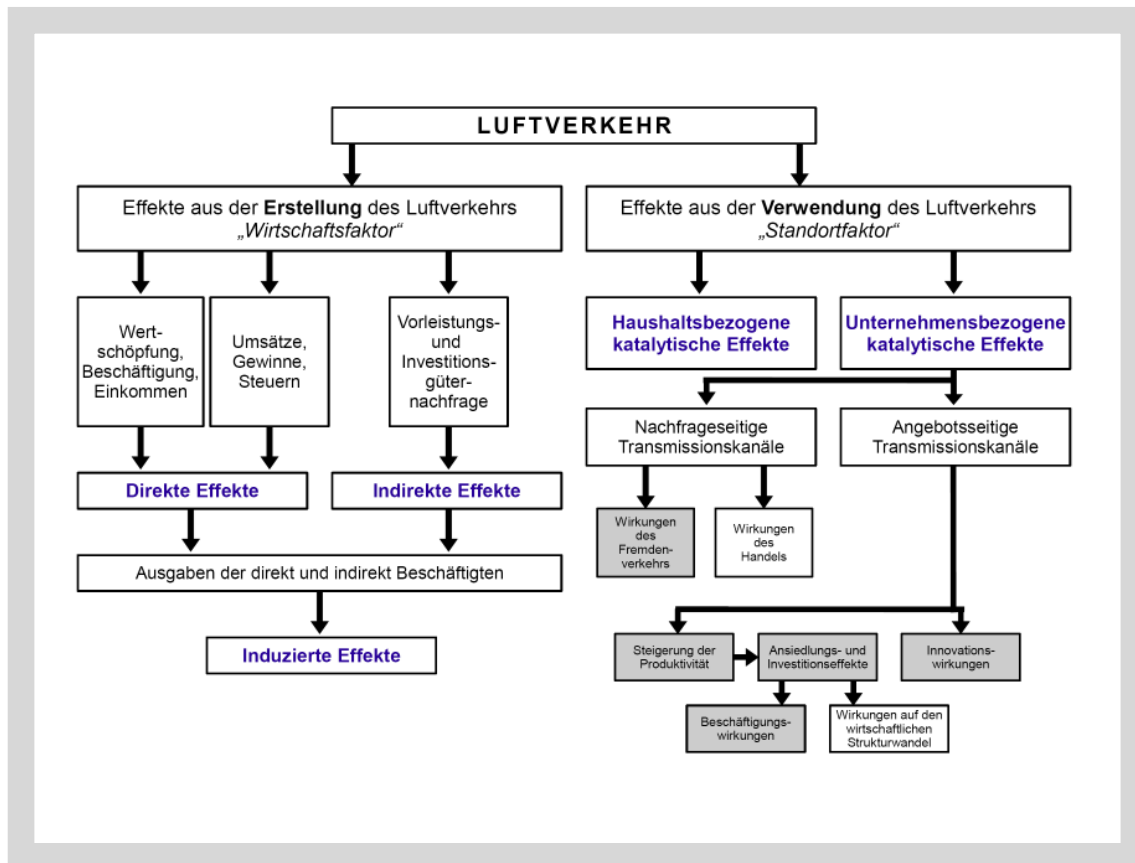 LUFTVERKEHR
Effekte aus der Erstellung des Luftverkehrs
„Wirtschaftsfaktor“
Effekte aus der Verwendung des Luftverkehrs
„Standortfaktor“
Wert-
schöpfung,
Beschäftigung,
Einkommen
Umsätze,
Gewinne,
Steuern
Vorleistungs-
und
Investitions-
güter-
nachfrage
Haushaltsbezogene
katalytische Effekte
Unternehmensbezogene
katalytische Effekte
Nachfrageseitige
Transmissionskanäle
Angebotsseitige
Transmissionskanäle
Direkte Effekte
Indirekte Effekte
Wirkungen
des
Fremden-
verkehrs
Wirkungen
des
Handels
Ausgaben der direkt und indirekt Beschäftigten
Induzierte Effekte
Steigerung der
Produktivität
Ansiedlungs- und
Investitionseffekte
Innovations-
wirkungen
Beschäftigungs-
wirkungen
Wirkungen auf den
wirtschaftlichen
Strukturwandel